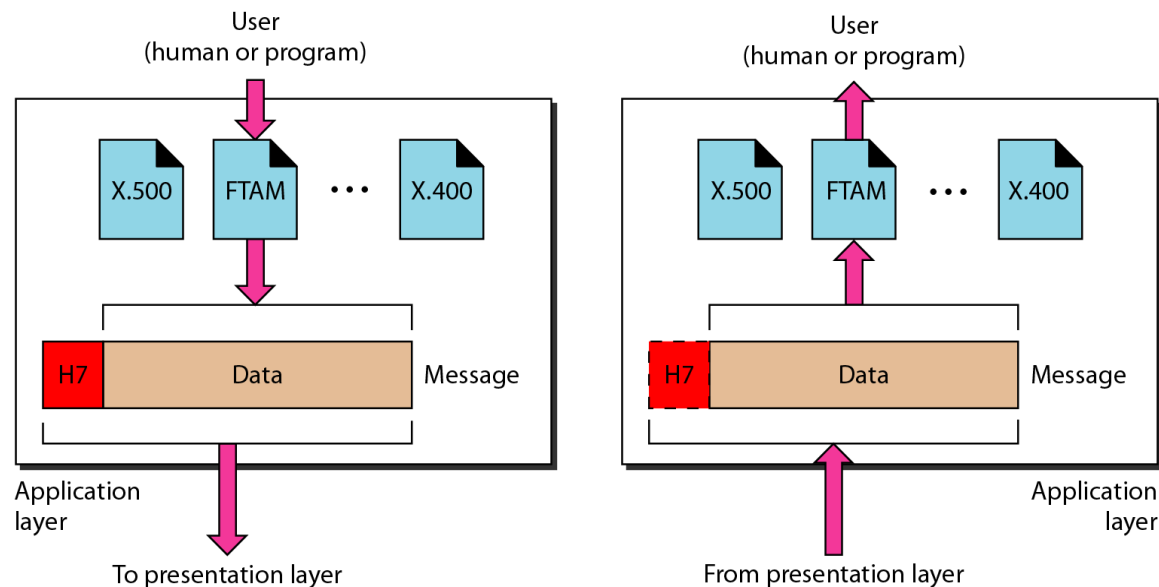 User
(human or program)
X.500
FTAM
...
X.400
H7
Data
Message
Application
layer
To presentation layer
User
(human or program)
X.500
FTAM
...
X.400
H7
Data
Message
Application
layer
From presentation layer